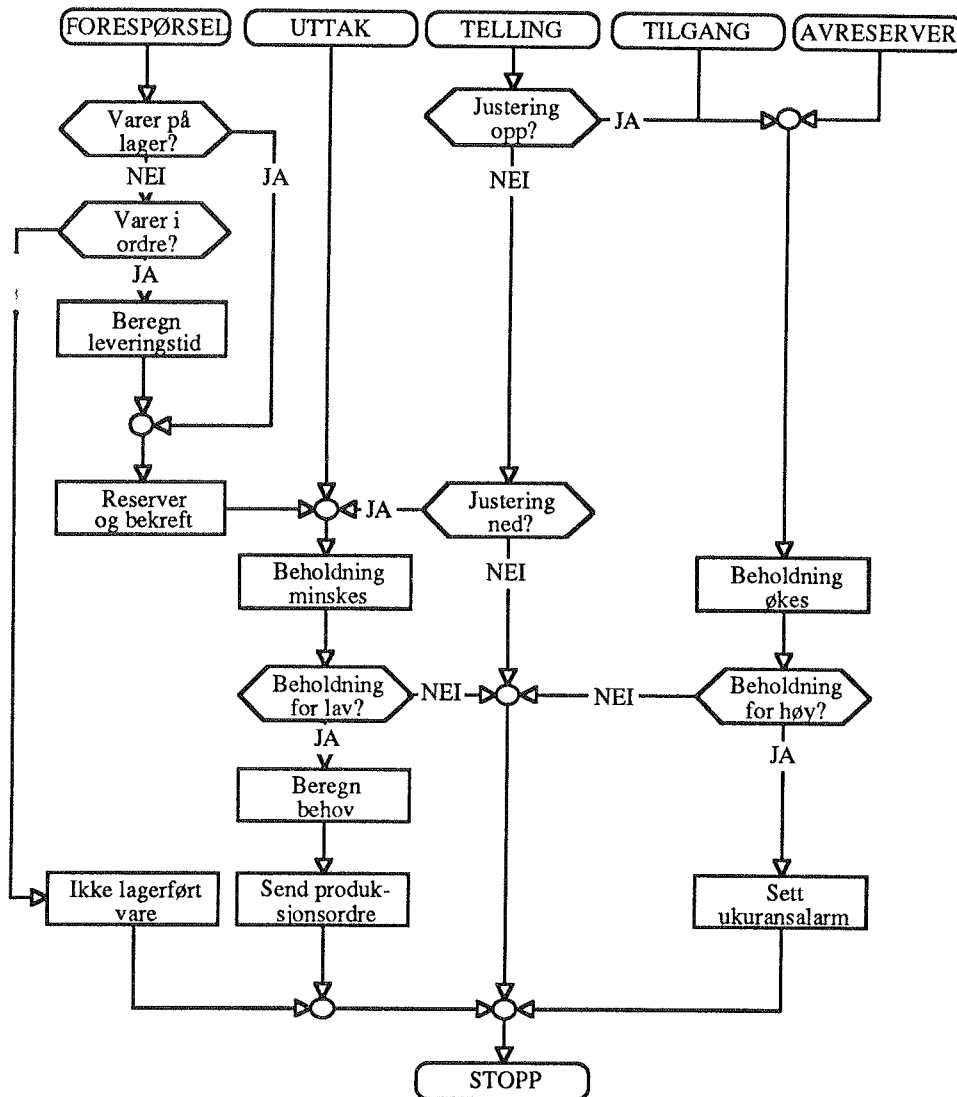 FORESPØRSEL
UTTAK
TELLING
TILGANG
AVRESERVER
Varer på
lager?
Justering
opp?
JA
NEI
JA
NEI
Varer i
ordre?
JA
Beregn
leveringstid
Reserver
og bekreft
JA
Justering
ned?
Beholdning
minskes
NEI
Beholdning
økes
Beholdning
for lav?
NEI
NEI
Beholdning
for høy?
JA
JA
Beregn
behov
Ikke lagerført
vare
Send produk-
sjonsordre
Sett
ukuransalarm
STOPP